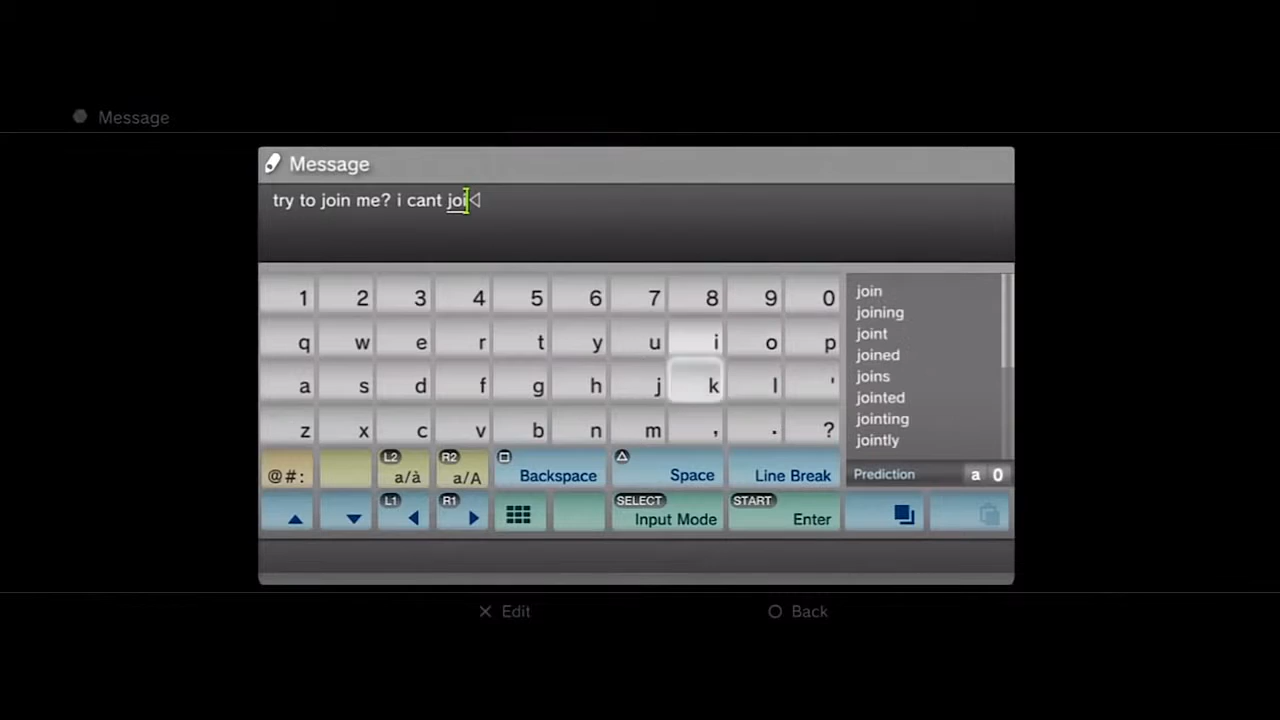 Message
Message
try to join me? i cant joi
1 2 3 4 5 6 7 8 9 0
q w e r t y u i o p
a s d f g h j k l '
z x c v b n m , . ?
join
joining
joint
joined
joins
jointed
jointing
jointly
@#: L2 a/à R2 a/A Backspace Space Line Break
Prediction a 0
L1 R1 SELECT Input Mode START Enter
Edit Back